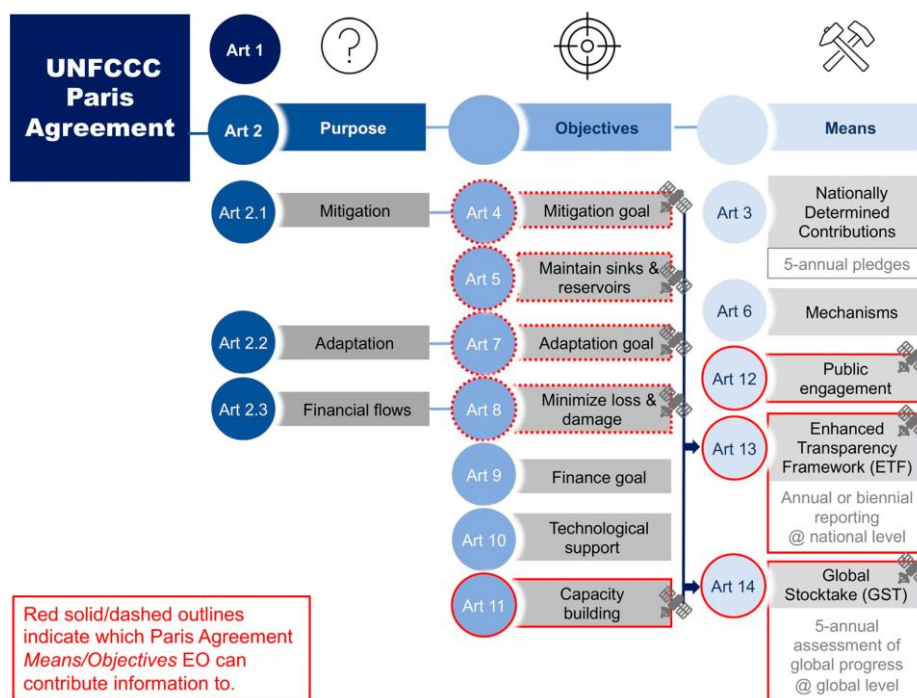 UNFCCC
Paris
Agreement
Art 1
?
Art 2
Purpose
Objectives
Means
Art 2.1
Mitigation
Art 4
Mitigation goal
Art 3
Nationally
Determined
Contributions
5-annual pledges
Art 5
Maintain sinks &
reservoirs
Art 6
Mechanisms
Art 2.2
Adaptation
Art 7
Adaptation goal
Art 12
Public
engagement
Art 2.3
Financial flows
Art 8
Minimize loss &
damage
Art 13
Enhanced
Transparency
Framework (ETF)
Annual or biennial
reporting
@ national level
Art 9
Finance goal
Art 10
Technological
support
Art 11
Capacity
building
Art 14
Global
Stocktake (GST)
5-annual
assessment of
global progress
@ global level
Red solid/dashed outlines
indicate which Paris Agreement
Means/Objectives EO can
contribute information to.